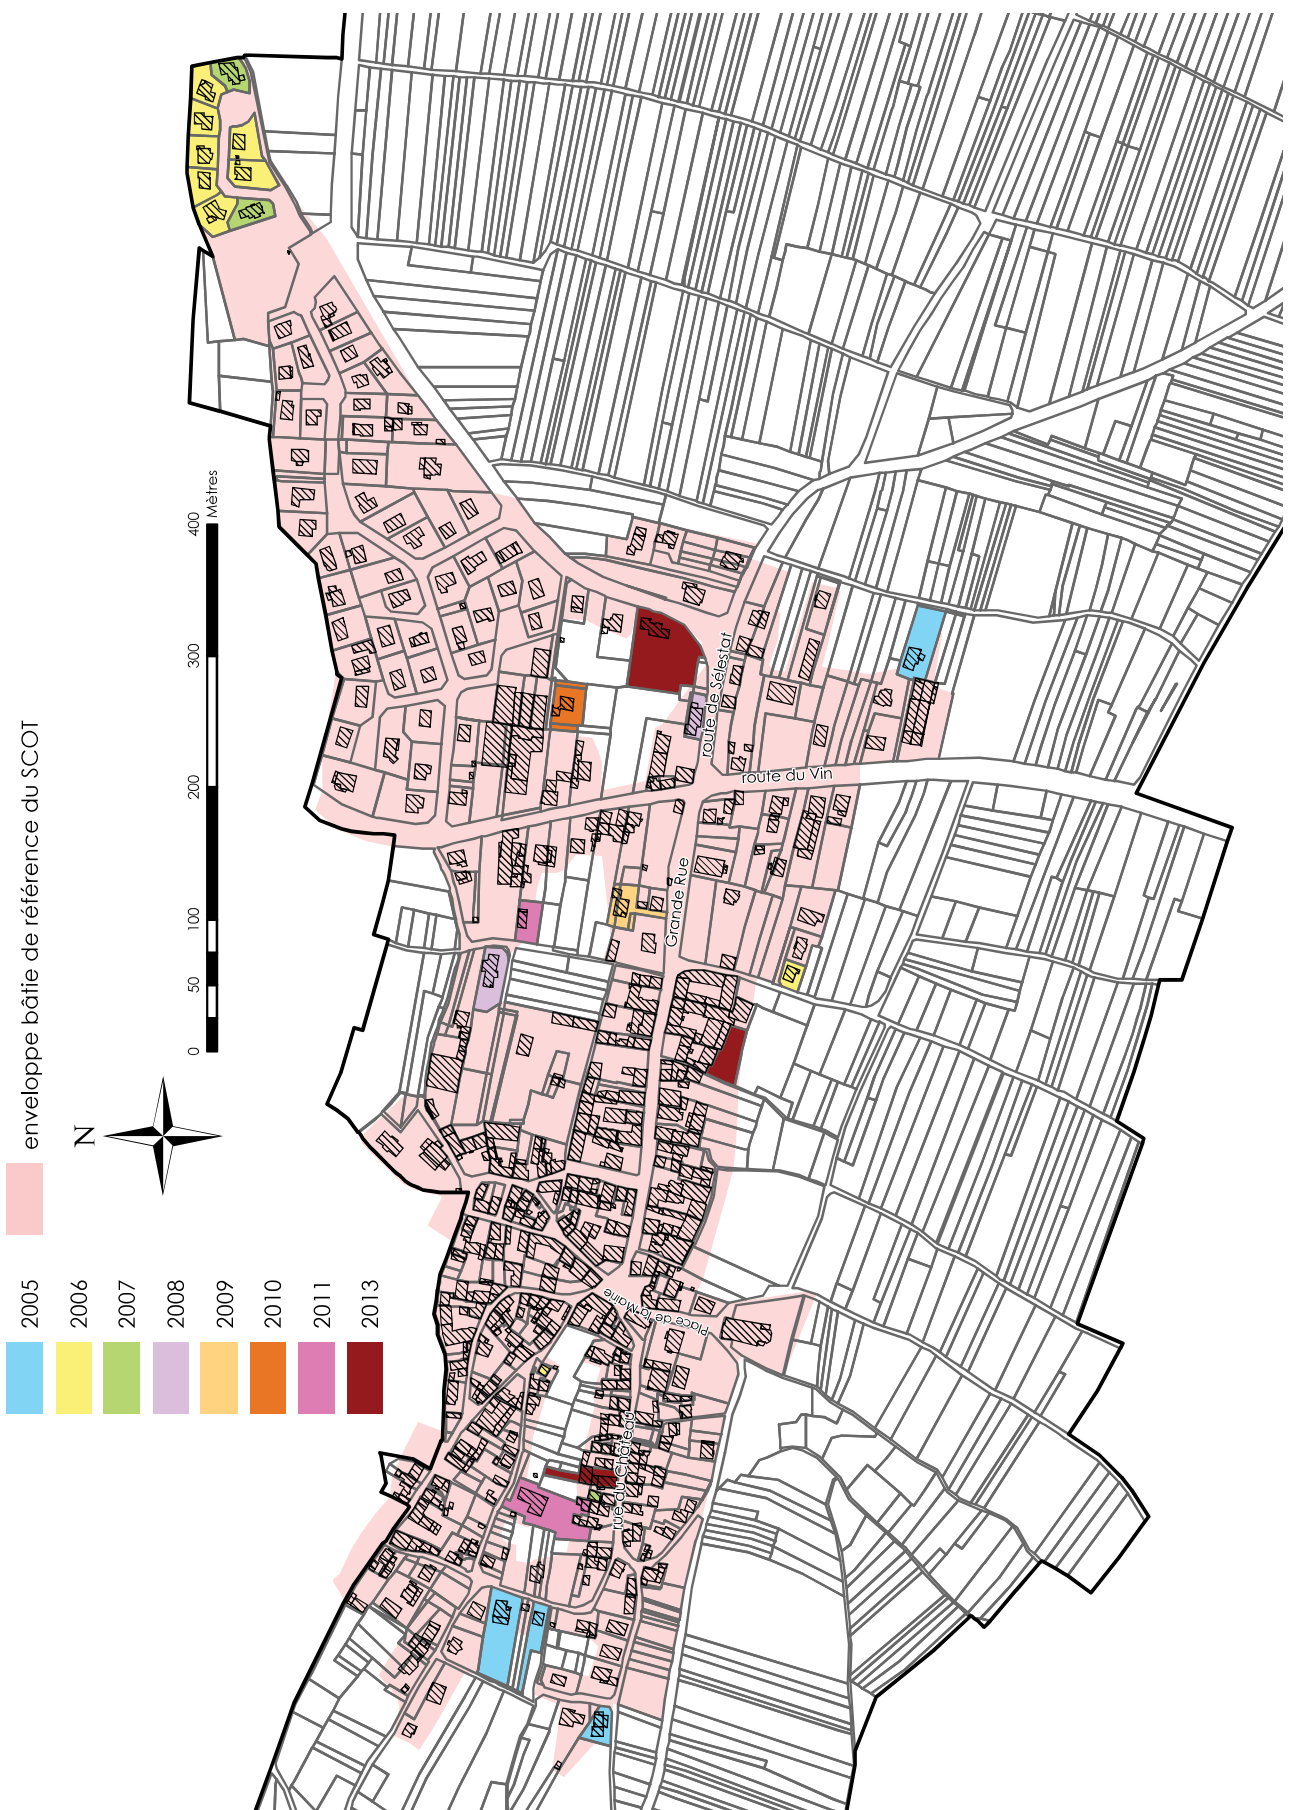 enveloppe bâtie de référence du SCOT
N
0 50 100 200 300 400
Mètres
2005
2006
2007
2008
2009
2010
2011
2013
route de Sélestat
route du Vin
Grande Rue
Place de la Mairie
rue du Château